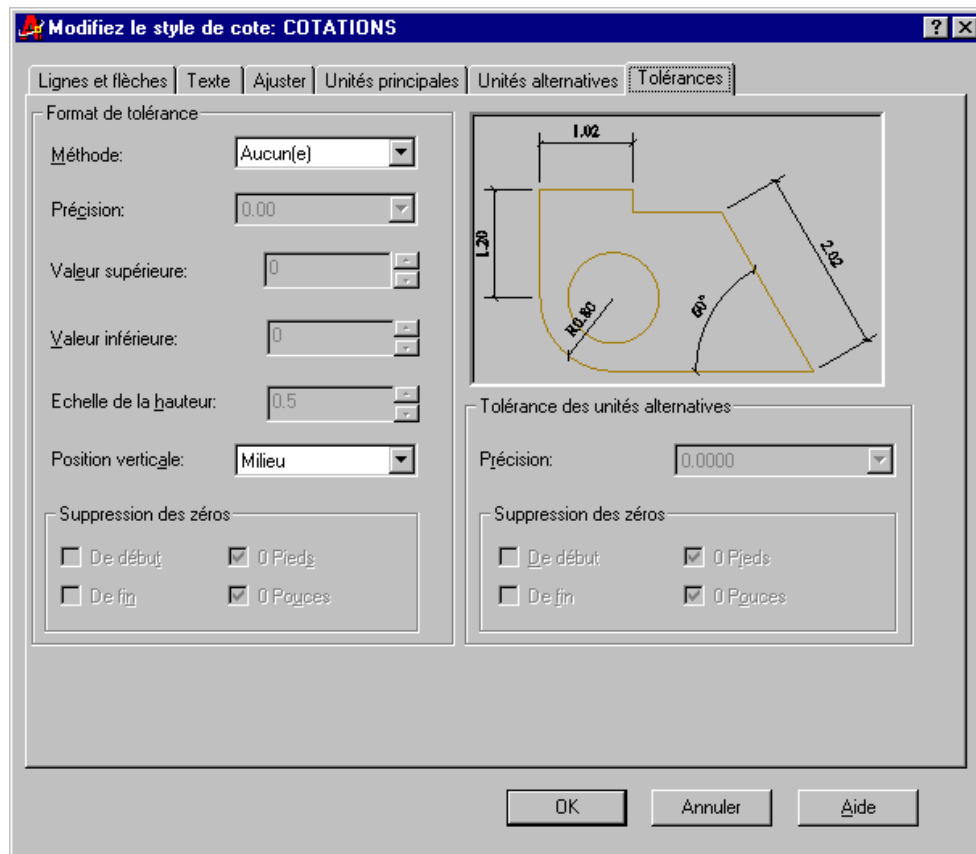 Modifiez le style de cote: COTATIONS
Lignes et flèches Texte Ajuster Unités principales Unités alternatives Tolérances
Format de tolérance
Méthode: Aucun(e)
Précision: 0.00
Valeur supérieure: 0
Valeur inférieure: 0
Echelle de la hauteur: 0.5
Position verticale: Milieu
Suppression des zéros
De début 0 Pieds
De fin 0 Pouces
1.02
1.20
2.02
R0.80
60°
Tolérance des unités alternatives
Précision: 0.0000
Suppression des zéros
De début 0 Pieds
De fin 0 Pouces
OK Annuler Aide